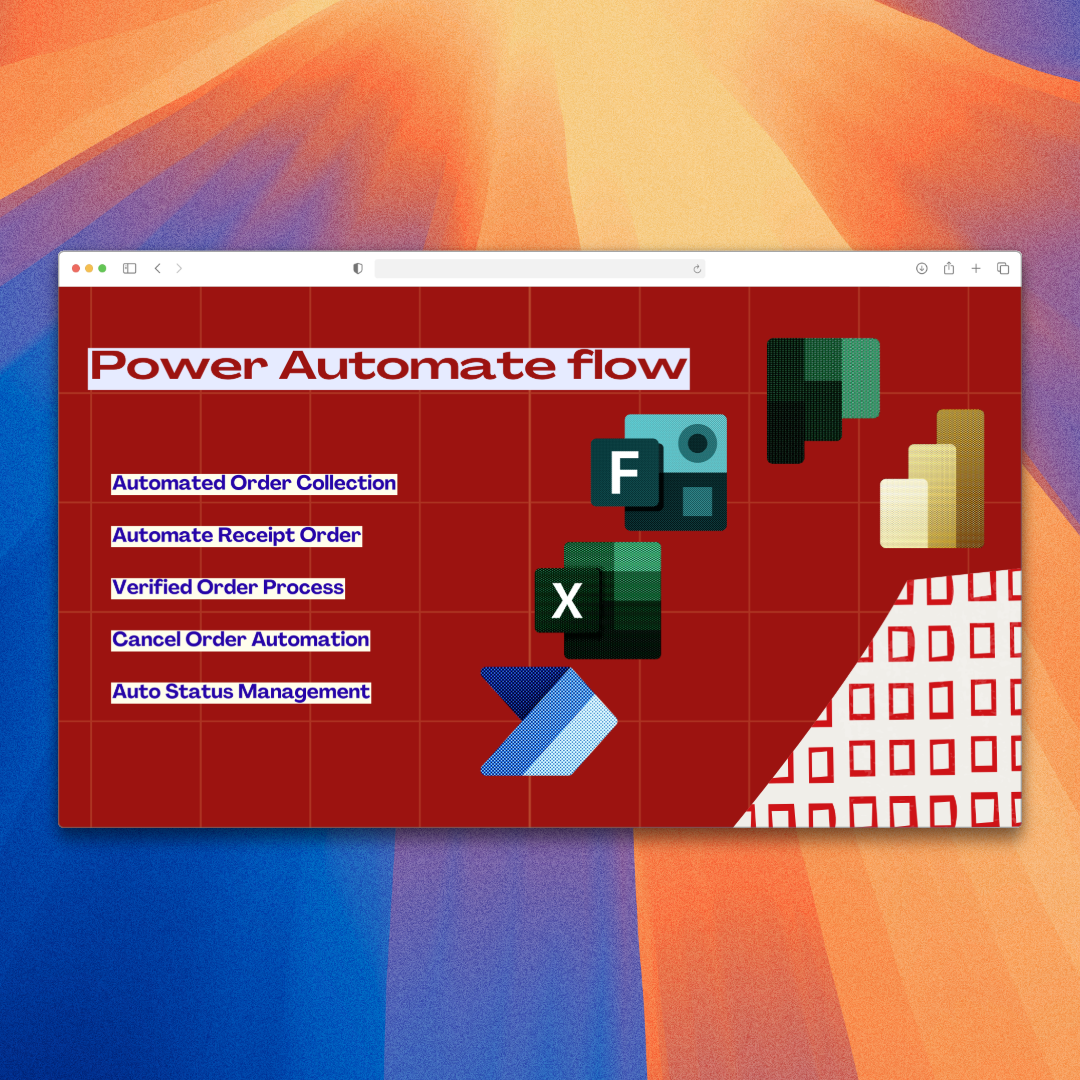 Power Automate flow
Automated Order Collection
Automate Receipt Order
Verified Order Process
Cancel Order Automation
Auto Status Management
F
X